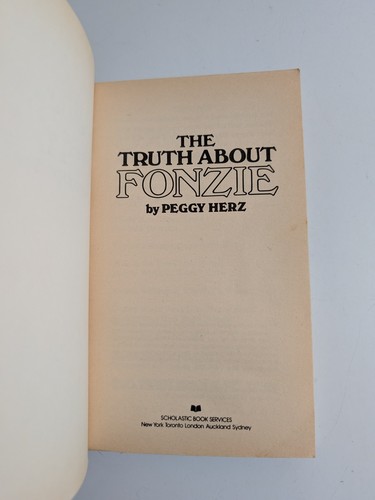 THE
TRUTH ABOUT
FONZIE
by PEGGY HERZ
SCHOLASTIC BOOK SERVICES
New York Toronto London Auckland Sydney